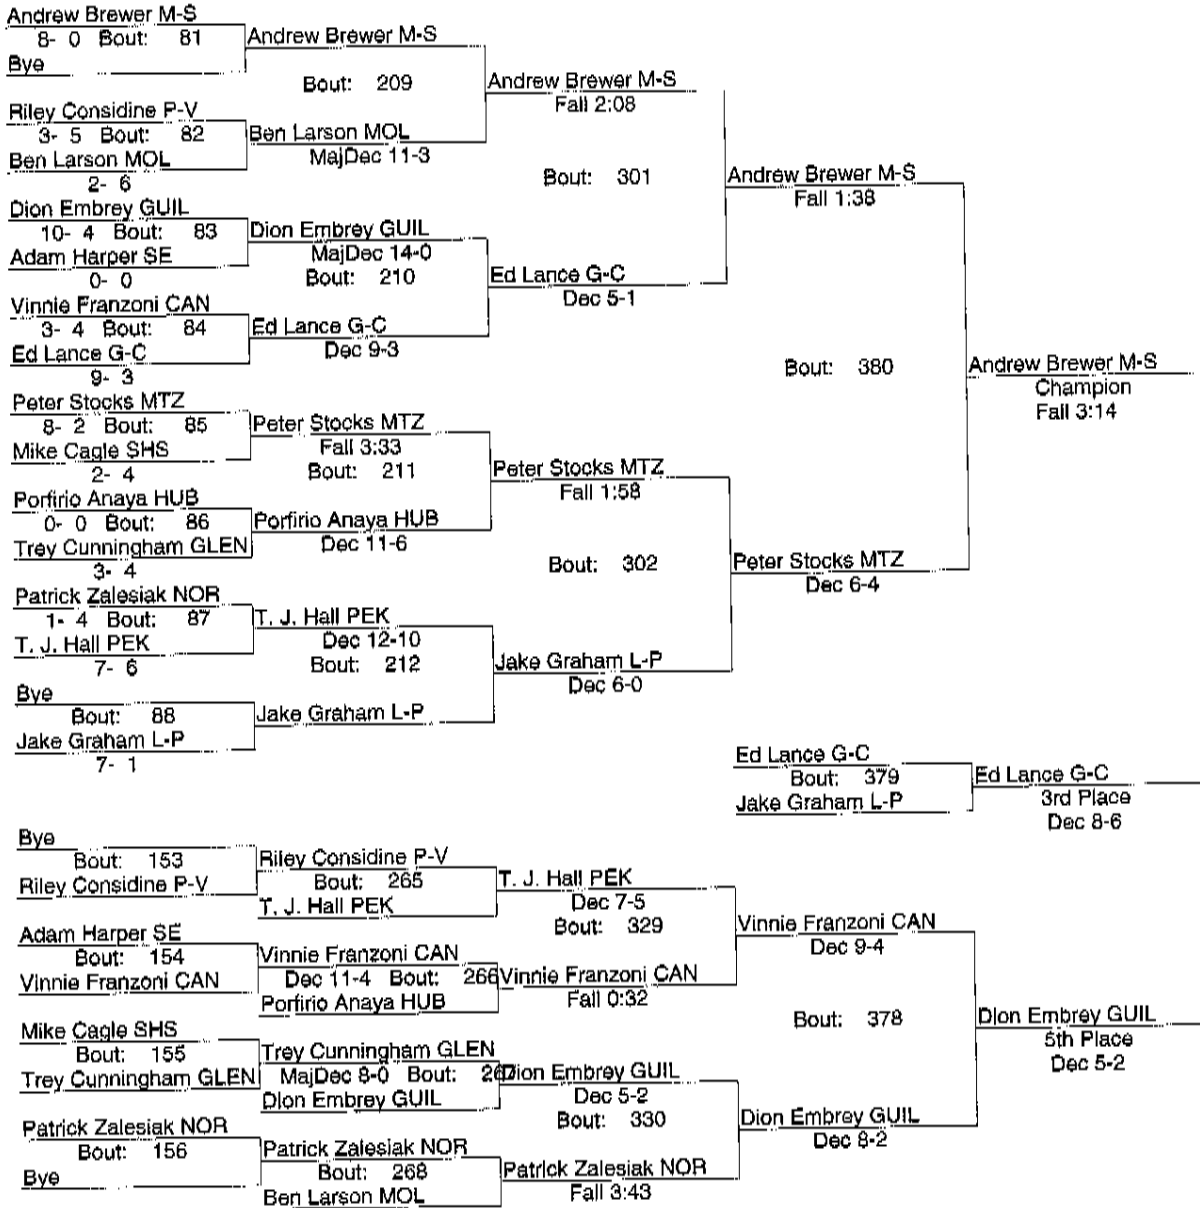 Andrew Brewer M-S
8- 0 Bout: 81
Bye
Andrew Brewer M-S
Bout: 209
Riley Considine P-V
3- 5 Bout: 82
Ben Larson MOL
2- 6
Ben Larson MOL
MajDec 11-3
Andrew Brewer M-S
Fall 2:08
Bout: 301
Dion Embrey GUIL
10- 4 Bout: 83
Adam Harper SE
0- 0
Dion Embrey GUIL
MajDec 14-0
Bout: 210
Vinnie Franzoni CAN
3- 4 Bout: 84
Ed Lance G-C
9- 3
Ed Lance G-C
Dec 9-3
Ed Lance G-C
Dec 5-1
Andrew Brewer M-S
Fall 1:38
Bout: 380
Peter Stocks MTZ
8- 2 Bout: 85
Mike Cagle SHS
2- 4
Peter Stocks MTZ
Fall 3:33
Bout: 211
Porfirio Anaya HUB
0- 0 Bout: 86
Trey Cunningham GLEN
3- 4
Porfirio Anaya HUB
Dec 11-6
Peter Stocks MTZ
Fall 1:58
Bout: 302
Patrick Zalesiak NOR
1- 4 Bout: 87
T. J. Hall PEK
7- 6
T. J. Hall PEK
Dec 12-10
Bout: 212
Bye
Bout: 88
Jake Graham L-P
7- 1
Jake Graham L-P
Jake Graham L-P
Dec 6-0
Peter Stocks MTZ
Dec 6-4
Andrew Brewer M-S
Champion
Fall 3:14
Ed Lance G-C
Bout: 379
Jake Graham L-P
Ed Lance G-C
3rd Place
Dec 8-6
Bye
Bout: 153
Riley Considine P-V
Riley Considine P-V
Bout: 265
T. J. Hall PEK
T. J. Hall PEK
Dec 7-5
Bout: 329
Adam Harper SE
Bout: 154
Vinnie Franzoni CAN
Vinnie Franzoni CAN
Dec 11-4 Bout: 266
Porfirio Anaya HUB
Vinnie Franzoni CAN
Fall 0:32
Vinnie Franzoni CAN
Dec 9-4
Bout: 378
Mike Cagle SHS
Bout: 155
Trey Cunningham GLEN
Trey Cunningham GLEN
MajDec 8-0 Bout: 267
Dion Embrey GUIL
Dion Embrey GUIL
Dec 5-2
Bout: 330
Patrick Zalesiak NOR
Bout: 156
Bye
Patrick Zalesiak NOR
Bout: 268
Ben Larson MOL
Patrick Zalesiak NOR
Fall 3:43
Dion Embrey GUIL
Dec 8-2
Dion Embrey GUIL
5th Place
Dec 5-2